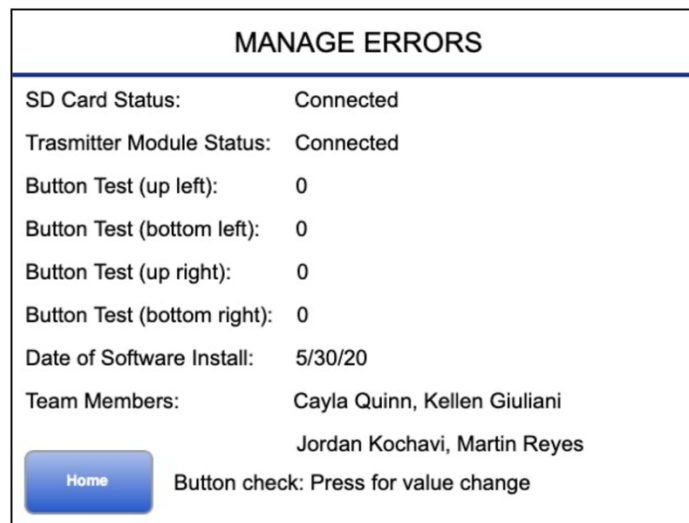 MANAGE ERRORS
SD Card Status: Connected
Trasmitter Module Status: Connected
Button Test (up left): 0
Button Test (bottom left): 0
Button Test (up right): 0
Button Test (bottom right): 0
Date of Software Install: 5/30/20
Team Members: Cayla Quinn, Kellen Giuliani
Jordan Kochavi, Martin Reyes
Home Button check: Press for value change